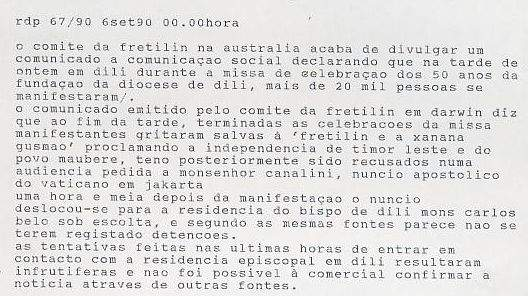 rdp 67/90 6set90 00.00hora
o comite da fretilin na australia acaba de divulgar um
comunicado a comunicaçao social declarando que na tarde de
ontem em dili durante a missa de celebraçao dos 50 anos da
fundaçao da diocese de dili, mais de 20 mil pessoas se
manifestaram/.
o comunicado emitido pelo comite da fretilin em darwin diz
que ao fim da tarde, terminadas as celebracoes da missa
manifestantes gritaram salvas à 'fretilin e a xanana
gusmao' proclamando a independencia de timor leste e do
povo maubere, teno posteriormente sido recusados numa
audiencia pedida a monsenhor canalini, nuncio apostolico
do vaticano em jakarta
uma hora e meia depois da manifestaçao o nuncio
deslocou-se para a residencia do bispo de dili mons carlos
belo sob escolta, e segundo as mesmas fontes parece nao se
terem registado detencoes.
as tentativas feitas nas ultimas horas de entrar em
contacto com a residencia episcopal em dili resultaram
infrutiferas e nao foi possivel à comercial confirmar a
noticia atraves de outras fontes.